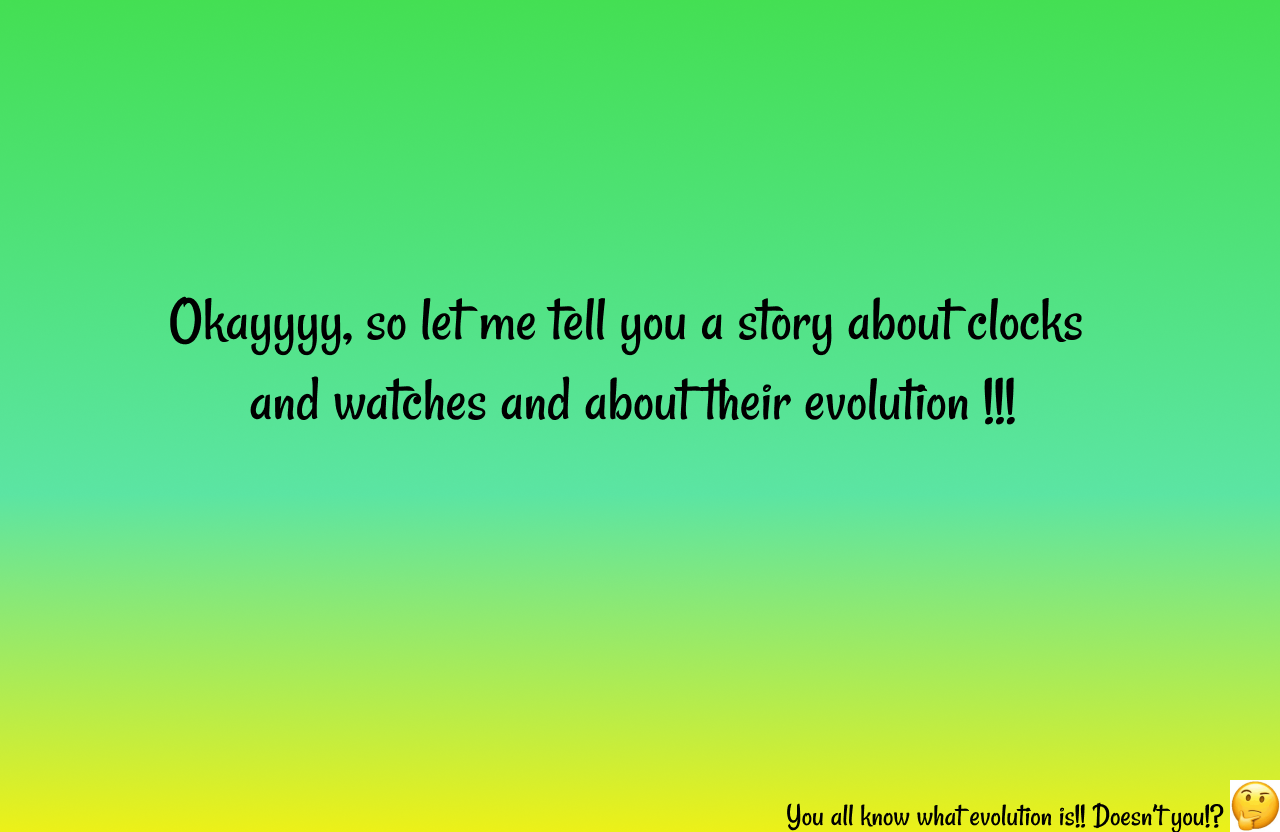 Okayyyy, so let me tell you a story about clocks
and watches and about their evolution !!!
You all know what evolution is!! Doesn't you!?